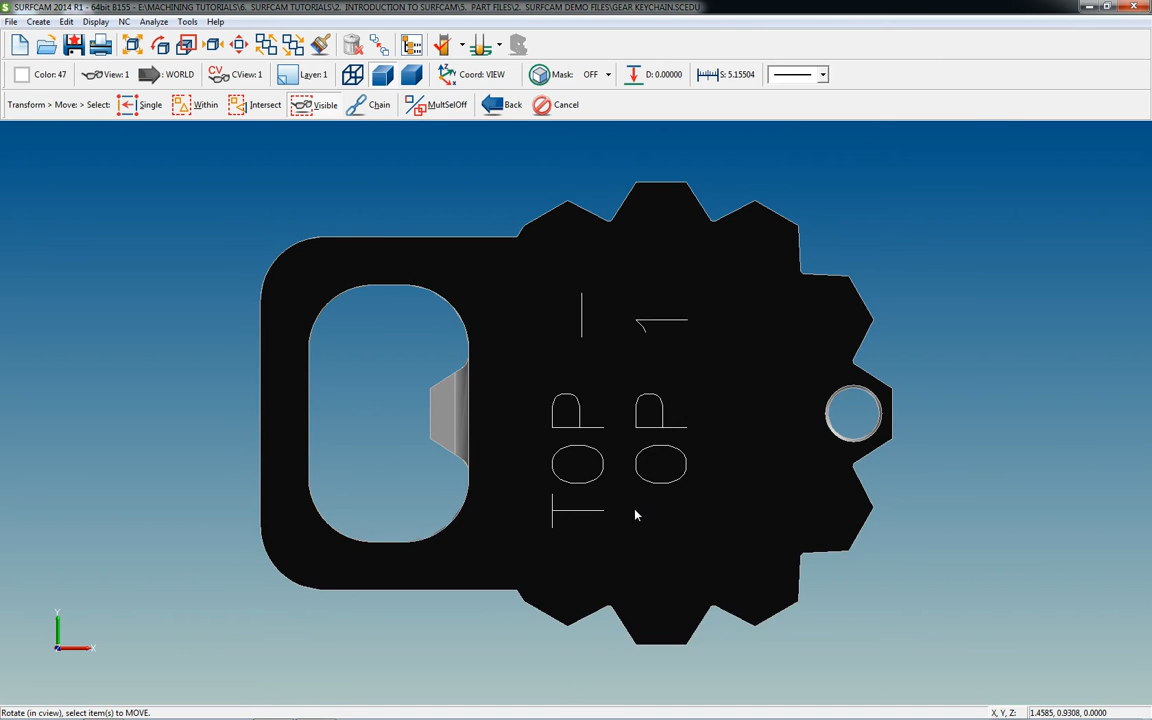 SURFCAM 2014 R1 - 64bit B155 - E:\MACHINING TUTORIALS\6. SURFCAM TUTORIALS\2. INTRODUCTION TO SURFCAM\5. PART FILES\2. SURFCAM DEMO FILES\GEAR KEYCHAIN.SCEDU
File Create Edit Display NC Analyze Tools Help
Color: 47 View: 1 : WORLD CV CView: 1 Layer: 1 Coord: VIEW Mask: OFF D: 0.00000 S: 5.15504
Transform > Move > Select: Single Within Intersect Visible Chain MultSelOff Back Cancel
TOP –
OP 1
Y
X
Rotate (in cview), select item(s) to MOVE. X, Y, Z: 1.4585, 0.9308, 0.0000